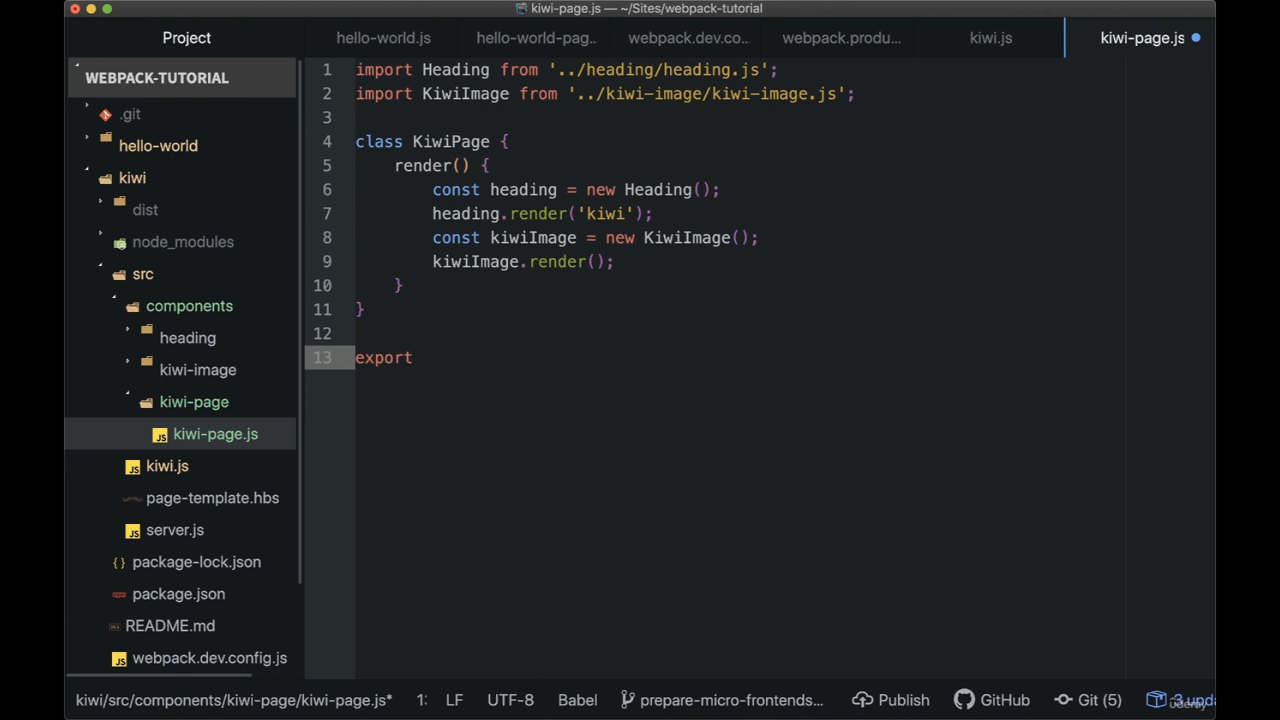 kiwi-page.js — ~/Sites/webpack-tutorial
Project
hello-world.js
hello-world-pag...
webpack.dev.co...
webpack.produ...
kiwi.js
kiwi-page.js
WEBPACK-TUTORIAL
.git
hello-world
kiwi
dist
node_modules
src
components
heading
kiwi-image
kiwi-page
kiwi-page.js
kiwi.js
page-template.hbs
server.js
package-lock.json
package.json
README.md
webpack.dev.config.js
1 import Heading from '../heading/heading.js';
2 import KiwiImage from '../kiwi-image/kiwi-image.js';
3
4 class KiwiPage {
5 render() {
6 const heading = new Heading();
7 heading.render('kiwi');
8 const kiwiImage = new KiwiImage();
9 kiwiImage.render();
10 }
11 }
12
13 export
kiwi/src/components/kiwi-page/kiwi-page.js* 1: LF UTF-8 Babel prepare-micro-frontends... Publish GitHub Git (5) 3 upda